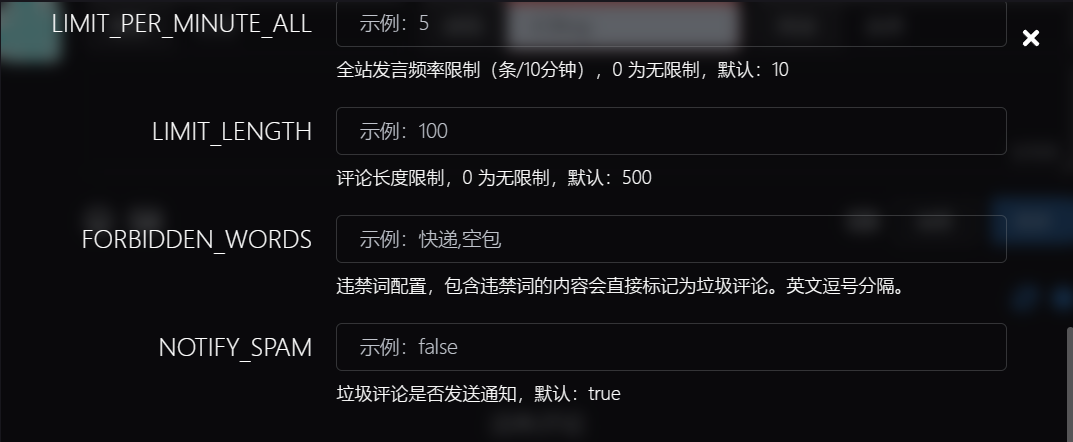 LIMIT_PER_MINUTE_ALL 示例：5
全站发言频率限制（条/10分钟），0 为无限制，默认：10
LIMIT_LENGTH 示例：100
评论长度限制，0 为无限制，默认：500
FORBIDDEN_WORDS 示例：快递,空包
违禁词配置，包含违禁词的内容会直接标记为垃圾评论。英文逗号分隔。
NOTIFY_SPAM 示例：false
垃圾评论是否发送通知，默认：true